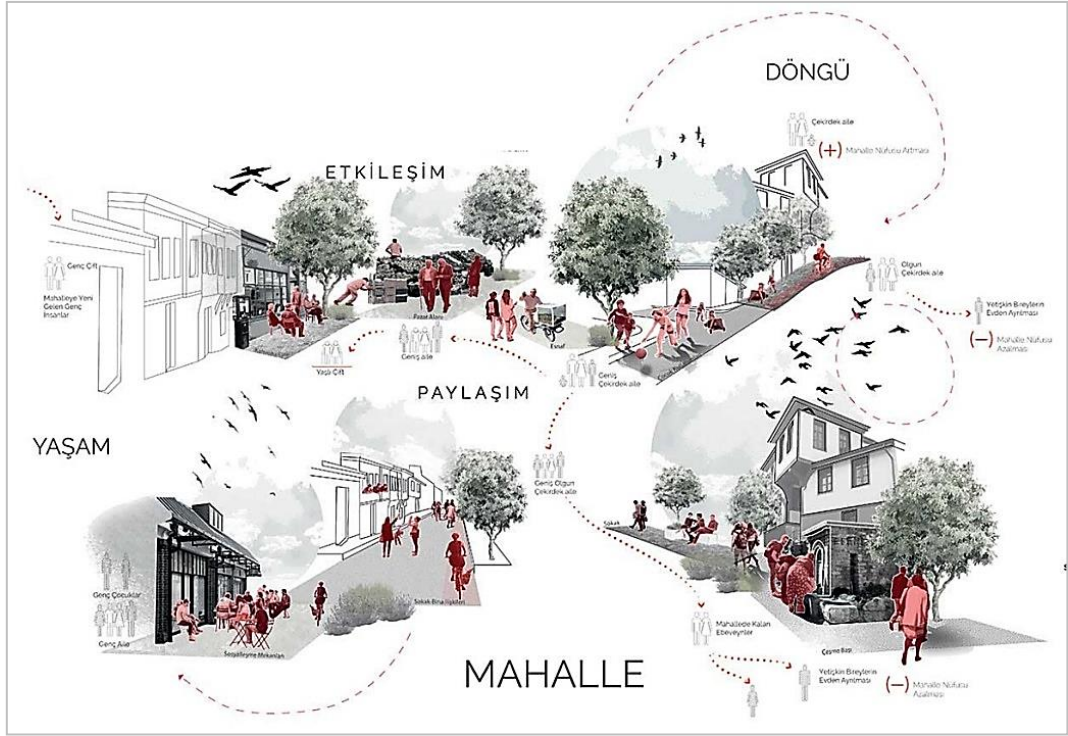 DÖNGÜ
Çekirdek aile
(+) Mahalle Nüfusu Artması
ETKİLEŞİM
Genç Çift
Mahalleye Yeni
Gelen Genç
İnsanlar
Olgun
Çekirdek aile
Yetişkin Bireylerin
Evden Ayrılması
(−) Mahalle Nüfusu
Azalması
Pazar Alanı
Esnaf
Geniş aile
Yaşlı Çift
Geniş
Çekirdek aile
PAYLAŞIM
YAŞAM
Geniş Olgun
Çekirdek aile
Sokak
Genç Çocuklar
Genç Aile
Sokak-Bina İlişkileri
Sosyalleşme Mekanları
Mahallede Kalan
Ebeveynler
Çeşme Başı
Yetişkin Bireylerin
Evden Ayrılması
(−) Mahalle Nüfusu
Azalması
MAHALLE